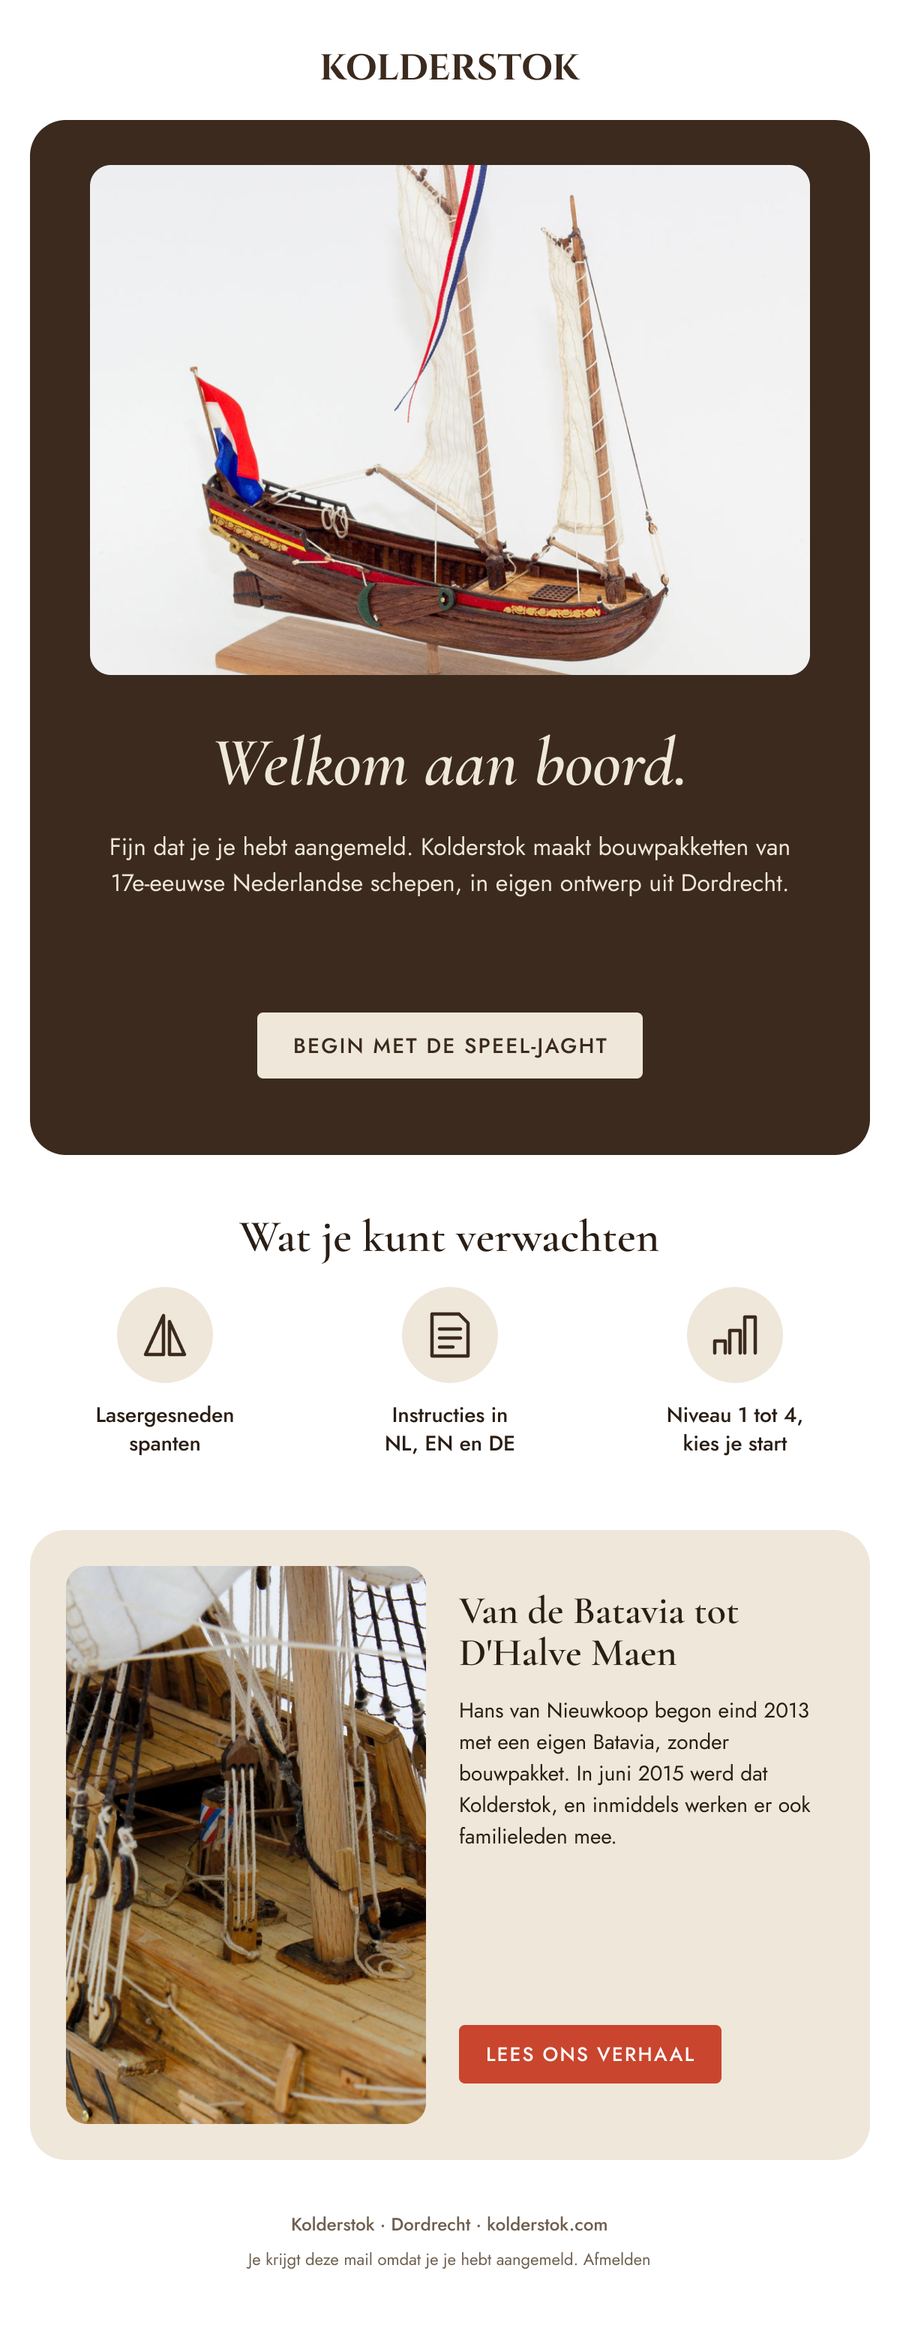 KOLDERSTOK
Welkom aan boord.
Fijn dat je je hebt aangemeld. Kolderstok maakt bouwpakketten van
17e-eeuwse Nederlandse schepen, in eigen ontwerp uit Dordrecht.
BEGIN MET DE SPEEL-JAGHT
Wat je kunt verwachten
Lasergesneden
spanten
Instructies in
NL, EN en DE
Niveau 1 tot 4,
kies je start
Van de Batavia tot
D'Halve Maen
Hans van Nieuwkoop begon eind 2013
met een eigen Batavia, zonder
bouwpakket. In juni 2015 werd dat
Kolderstok, en inmiddels werken er ook
familieleden mee.
LEES ONS VERHAAL
Kolderstok · Dordrecht · kolderstok.com
Je krijgt deze mail omdat je je hebt aangemeld. Afmelden